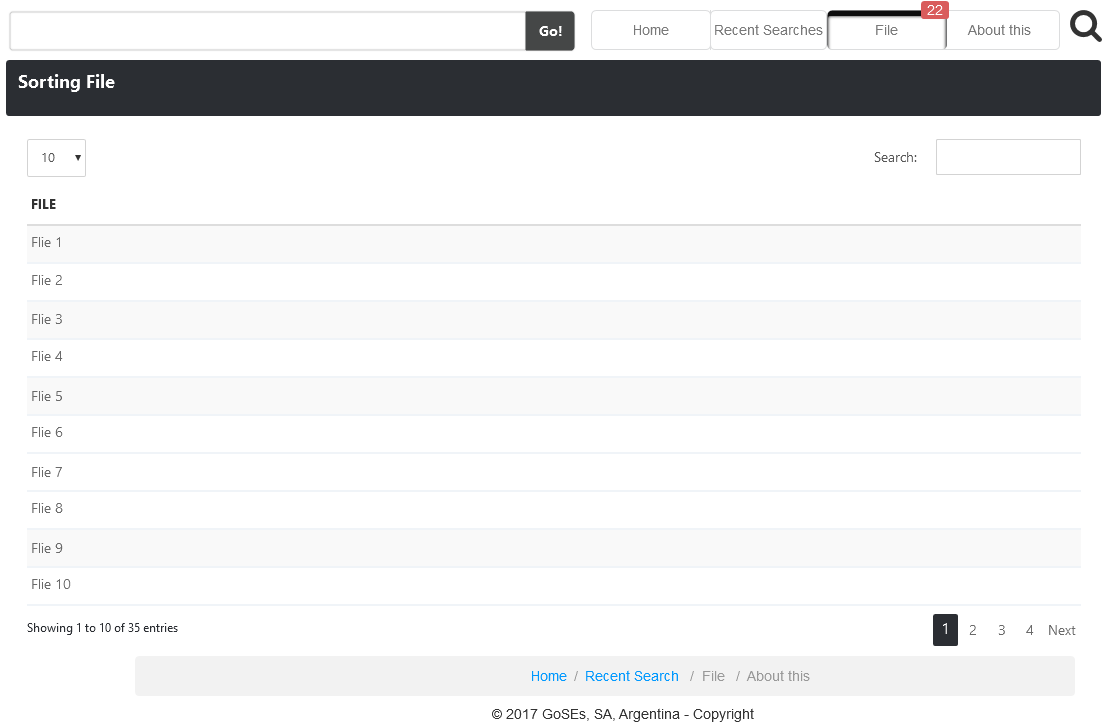 22
Go! Home Recent Searches File About this
Sorting File
10 Search:
FILE
Flie 1
Flie 2
Flie 3
Flie 4
Flie 5
Flie 6
Flie 7
Flie 8
Flie 9
Flie 10
Showing 1 to 10 of 35 entries 1 2 3 4 Next
Home / Recent Search / File / About this
© 2017 GoSEs, SA, Argentina - Copyright